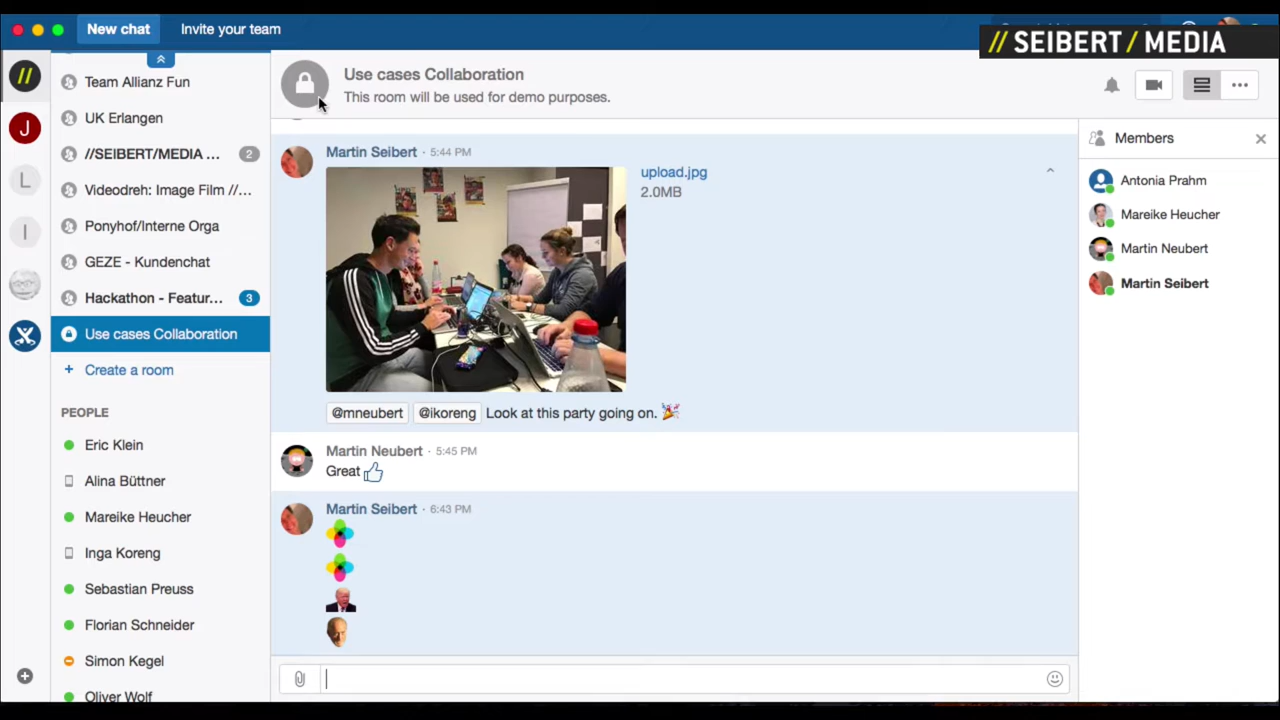 New chat
Invite your team
// SEIBERT / MEDIA
//
J
L
I
Team Allianz Fun
UK Erlangen
//SEIBERT/MEDIA ... 2
Videodreh: Image Film //...
Ponyhof/Interne Orga
GEZE - Kundenchat
Hackathon - Featur... 3
Use cases Collaboration
+ Create a room
PEOPLE
Eric Klein
Alina Büttner
Mareike Heucher
Inga Koreng
Sebastian Preuss
Florian Schneider
Simon Kegel
Oliver Wolf
Use cases Collaboration
This room will be used for demo purposes.
Martin Seibert · 5:44 PM
upload.jpg
2.0MB
@mneubert @ikoreng Look at this party going on. 🎉
Martin Neubert · 5:45 PM
Great
Martin Seibert · 6:43 PM
Members
Antonia Prahm
Mareike Heucher
Martin Neubert
Martin Seibert